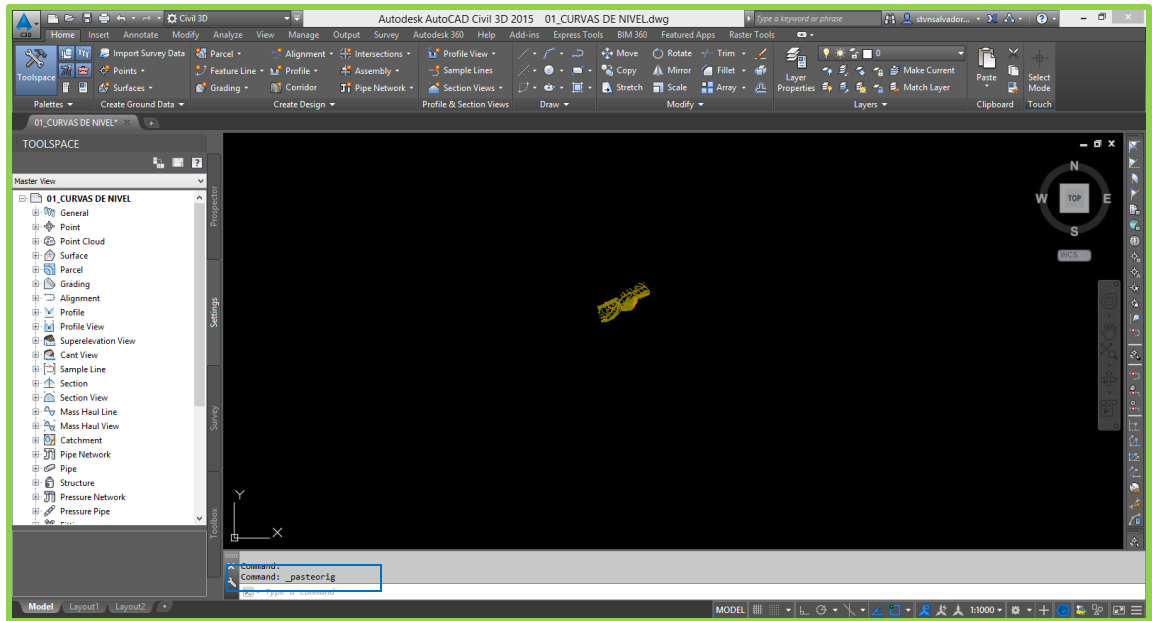 Civil 3D
Autodesk AutoCAD Civil 3D 2015 01_CURVAS DE NIVEL.dwg
Type a keyword or phrase
stvnsalvador...
C3D
Home Insert Annotate Modify Analyze View Manage Output Survey Autodesk 360 Help Add-ins Express Tools BIM 360 Featured Apps Raster Tools
Toolspace
Import Survey Data
Points
Surfaces
Parcel
Feature Line
Grading
Alignment
Profile
Corridor
Intersections
Assembly
Pipe Network
Profile View
Sample Lines
Section Views
Move
Copy
Stretch
Rotate
Mirror
Scale
Trim
Fillet
Array
Layer
Properties
0
Make Current
Match Layer
Paste
Select
Mode
Palettes
Create Ground Data
Create Design
Profile & Section Views
Draw
Modify
Layers
Clipboard
Touch
01_CURVAS DE NIVEL*
TOOLSPACE
Master View
01_CURVAS DE NIVEL
General
Point
Point Cloud
Surface
Parcel
Grading
Alignment
Profile
Profile View
Superelevation View
Cant View
Sample Line
Section
Section View
Mass Haul Line
Mass Haul View
Catchment
Pipe Network
Pipe
Structure
Pressure Network
Pressure Pipe
Prospector
Settings
Survey
Toolbox
N
W
TOP
E
S
WCS
Y
X
Command:
Command: _pasteorig
Type a command
Model Layout1 Layout2
MODEL
1:1000